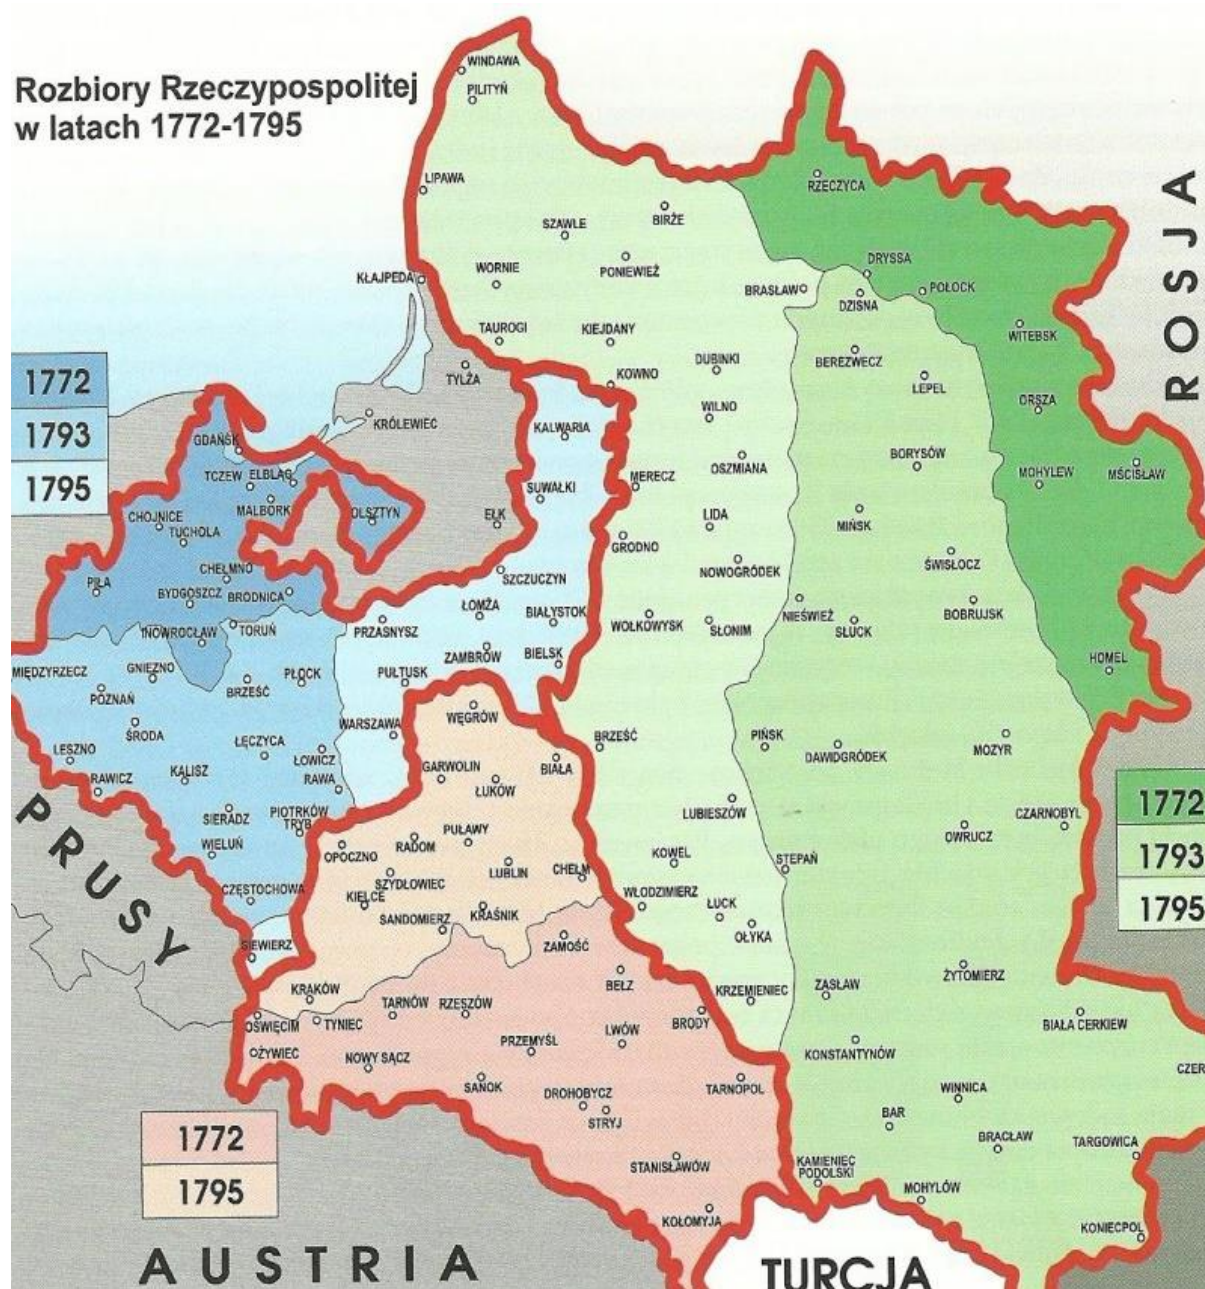 Rozbiory Rzeczypospolitej
w latach 1772-1795
WINDAWA
PILITYŃ
LIPAWA
RZECZYCA
SZAWLE
BIRŻE
ROSJA
KŁAJPEDA
WORNIE
PONIEWIEŻ
BRASŁAW
DRYSSA
DZISNA
POŁOCK
TAUROGI
KIEJDANY
WITEBSK
1772
1793
1795
TYLŻA
KOWNO
DUBINKI
BEREZWECZ
LEPEL
ORSZA
KRÓLEWIEC
WILNO
GDAŃSK
KALWARIA
OSZMIANA
BORYSÓW
TCZEW
ELBLĄG
MERECZ
MOHYLEW
MŚCISŁAW
SUWAŁKI
MALBORK
OLSZTYN
CHOJNICE
TUCHOLA
EŁK
LIDA
MIŃSK
GRODNO
NOWOGRÓDEK
ŚWISŁOCZ
CHEŁMNO
SZCZUCZYN
PIŁA
BYDGOSZCZ
BRODNICA
ŁOMŻA
BIAŁYSTOK
NIEŚWIEŻ
BOBRUJSK
INOWROCŁAW
TORUŃ
PRZASNYSZ
WOŁKOWYSK
SŁONIM
SŁUCK
ZAMBRÓW
BIELSK
HOMEL
MIĘDZYRZECZ
GNIEZNO
PŁOCK
PUŁTUSK
POZNAŃ
BRZEŚĆ
ŚRODA
WARSZAWA
WĘGRÓW
BRZEŚĆ
PIŃSK
DAWIDGRÓDEK
MOZYR
LESZNO
ŁĘCZYCA
ŁOWICZ
GARWOLIN
BIAŁA
RAWICZ
KALISZ
RAWA
ŁUKÓW
PRUSY
SIERADZ
PIOTRKÓW
TRYB
LUBIESZÓW
CZARNOBYL
1772
1793
1795
WIELUŃ
OPOCZNO
RADOM
PUŁAWY
OWRUCZ
KOWEL
STEPAŃ
LUBLIN
CHEŁM
SZYDŁOWIEC
CZĘSTOCHOWA
KIELCE
WŁODZIMIERZ
SANDOMIERZ
KRAŚNIK
ŁUCK
OŁYKA
SIEWIERZ
ZAMOŚĆ
BEŁZ
KRZEMIENIEC
ZASŁAW
ŻYTOMIERZ
KRAKÓW
TARNÓW
RZESZÓW
OŚWIĘCIM
TYNIEC
BRODY
BIAŁA CERKIEW
LWÓW
PRZEMYŚL
ŻYWIEC
NOWY SĄCZ
KONSTANTYNÓW
CZER
SANOK
DROHOBYCZ
TARNOPOL
WINNICA
STRYJ
BAR
1772
1795
BRACŁAW
TARGOWICA
STANISŁAWÓW
KAMIENIEC
PODOLSKI
MOHYLÓW
KOŁOMYJA
KONIECPOL
AUSTRIA
TURCJA